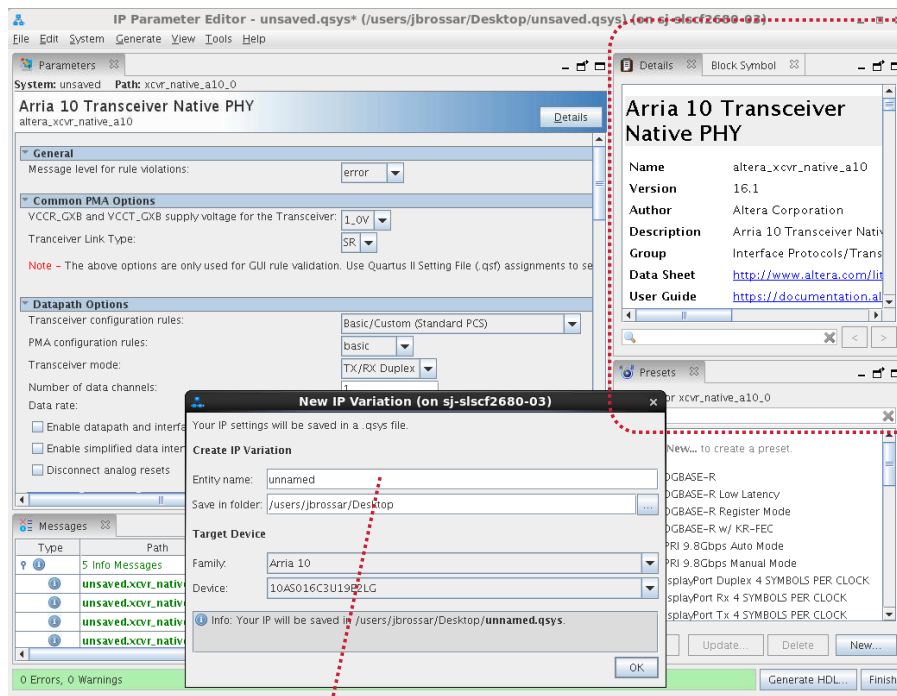 IP Parameter Editor - unsaved.qsys* (/users/jbrossar/Desktop/unsaved.qsys) (on sj-slscf2680-03)
File Edit System Generate View Tools Help
Parameters
System: unsaved Path: xcvr_native_a10_0
Arria 10 Transceiver Native PHY
altera_xcvr_native_a10
Details
General
Message level for rule violations: error
Common PMA Options
VCCR_GXB and VCCT_GXB supply voltage for the Transceiver: 1_0V
Tranceiver Link Type: SR
Note - The above options are only used for GUI rule validation. Use Quartus II Setting File (.qsf) assignments to se
Datapath Options
Transceiver configuration rules: Basic/Custom (Standard PCS)
PMA configuration rules: basic
Transceiver mode: TX/RX Duplex
Number of data channels: 1
Data rate:
Enable datapath and interfa
Enable simplified data inter
Disconnect analog resets
Messages
Type Path
5 Info Messages
unsaved.xcvr_nativ
unsaved.xcvr_nativ
unsaved.xcvr_nativ
unsaved.xcvr_nativ
0 Errors, 0 Warnings
Details Block Symbol
Arria 10 Transceiver
Native PHY
Name altera_xcvr_native_a10
Version 16.1
Author Altera Corporation
Description Arria 10 Transceiver Nativ
Group Interface Protocols/Trans
Data Sheet http://www.altera.com/lit
User Guide https://documentation.al
< >
Presets
or xcvr_native_a10_0
New... to create a preset.
0GBASE-R
0GBASE-R Low Latency
0GBASE-R Register Mode
0GBASE-R w/ KR-FEC
PRI 9.8Gbps Auto Mode
PRI 9.8Gbps Manual Mode
splayPort Duplex 4 SYMBOLS PER CLOCK
splayPort Rx 4 SYMBOLS PER CLOCK
splayPort Tx 4 SYMBOLS PER CLOCK
Update... Delete New...
Generate HDL... Finish
New IP Variation (on sj-slscf2680-03)
Your IP settings will be saved in a .qsys file.
Create IP Variation
Entity name: unnamed
Save in folder: /users/jbrossar/Desktop ...
Target Device
Family: Arria 10
Device: 10AS016C3U19E2LG
Info: Your IP will be saved in /users/jbrossar/Desktop/unnamed.qsys.
OK